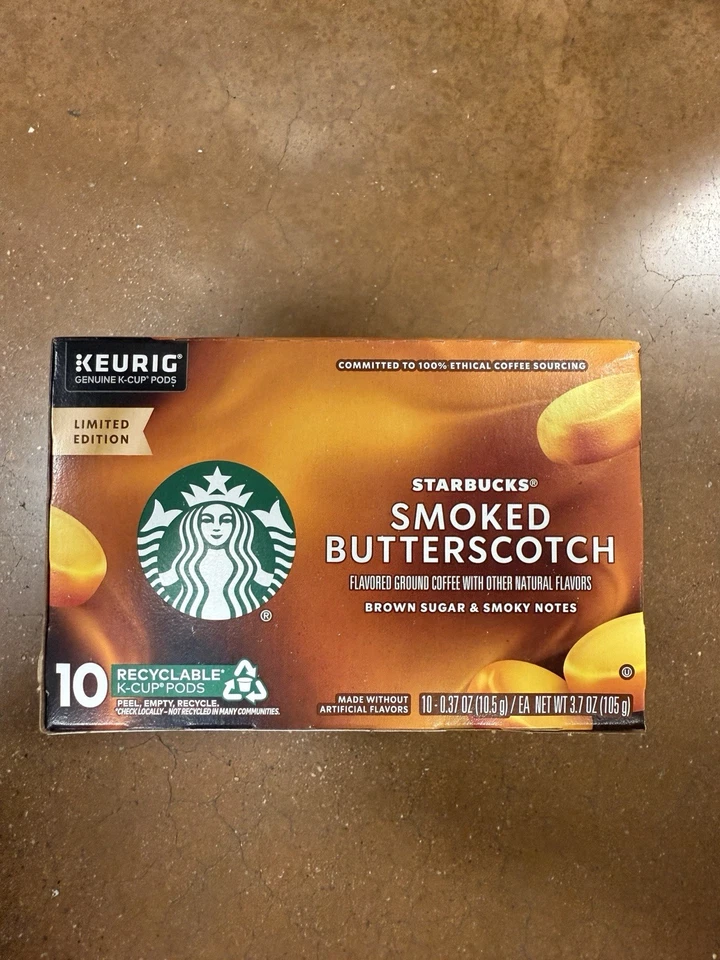 KEURIG®
GENUINE K-CUP® PODS
COMMITTED TO 100% ETHICAL COFFEE SOURCING
LIMITED
EDITION
STARBUCKS®
SMOKED
BUTTERSCOTCH
FLAVORED GROUND COFFEE WITH OTHER NATURAL FLAVORS
BROWN SUGAR & SMOKY NOTES
®
10
RECYCLABLE*
K-CUP® PODS
PEEL, EMPTY, RECYCLE.
*CHECK LOCALLY – NOT RECYCLED IN MANY COMMUNITIES.
MADE WITHOUT
ARTIFICIAL FLAVORS
10 - 0.37 OZ (10.5 g) / EA NET WT 3.7 OZ (105 g)
U